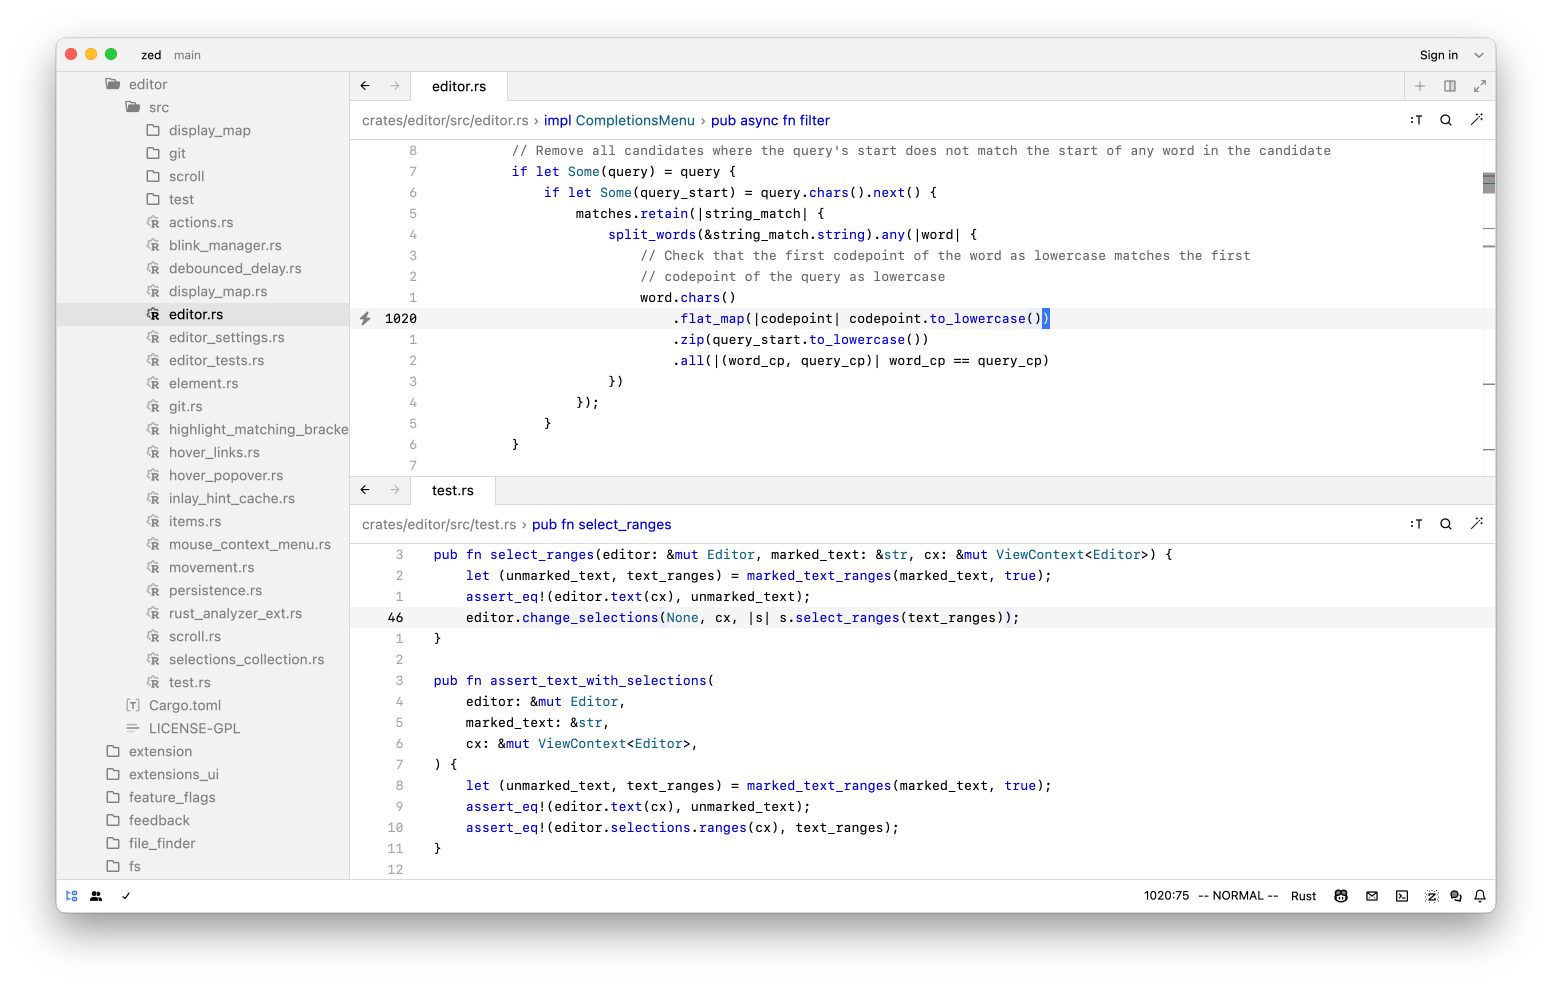 zed main Sign in
editor
src
display_map
git
scroll
test
actions.rs
blink_manager.rs
debounced_delay.rs
display_map.rs
editor.rs
editor_settings.rs
editor_tests.rs
element.rs
git.rs
highlight_matching_bracke
hover_links.rs
hover_popover.rs
inlay_hint_cache.rs
items.rs
mouse_context_menu.rs
movement.rs
persistence.rs
rust_analyzer_ext.rs
scroll.rs
selections_collection.rs
test.rs
Cargo.toml
LICENSE-GPL
extension
extensions_ui
feature_flags
feedback
file_finder
fs
editor.rs
crates/editor/src/editor.rs › impl CompletionsMenu › pub async fn filter :T
8 // Remove all candidates where the query's start does not match the start of any word in the candidate
7 if let Some(query) = query {
6 if let Some(query_start) = query.chars().next() {
5 matches.retain(|string_match| {
4 split_words(&string_match.string).any(|word| {
3 // Check that the first codepoint of the word as lowercase matches the first
2 // codepoint of the query as lowercase
1 word.chars()
1020 .flat_map(|codepoint| codepoint.to_lowercase())
1 .zip(query_start.to_lowercase())
2 .all(|(word_cp, query_cp)| word_cp == query_cp)
3 })
4 });
5 }
6 }
7
test.rs
crates/editor/src/test.rs › pub fn select_ranges :T
3 pub fn select_ranges(editor: &mut Editor, marked_text: &str, cx: &mut ViewContext<Editor>) {
2 let (unmarked_text, text_ranges) = marked_text_ranges(marked_text, true);
1 assert_eq!(editor.text(cx), unmarked_text);
46 editor.change_selections(None, cx, |s| s.select_ranges(text_ranges));
1 }
2
3 pub fn assert_text_with_selections(
4 editor: &mut Editor,
5 marked_text: &str,
6 cx: &mut ViewContext<Editor>,
7 ) {
8 let (unmarked_text, text_ranges) = marked_text_ranges(marked_text, true);
9 assert_eq!(editor.text(cx), unmarked_text);
10 assert_eq!(editor.selections.ranges(cx), text_ranges);
11 }
12
1020:75 -- NORMAL -- Rust